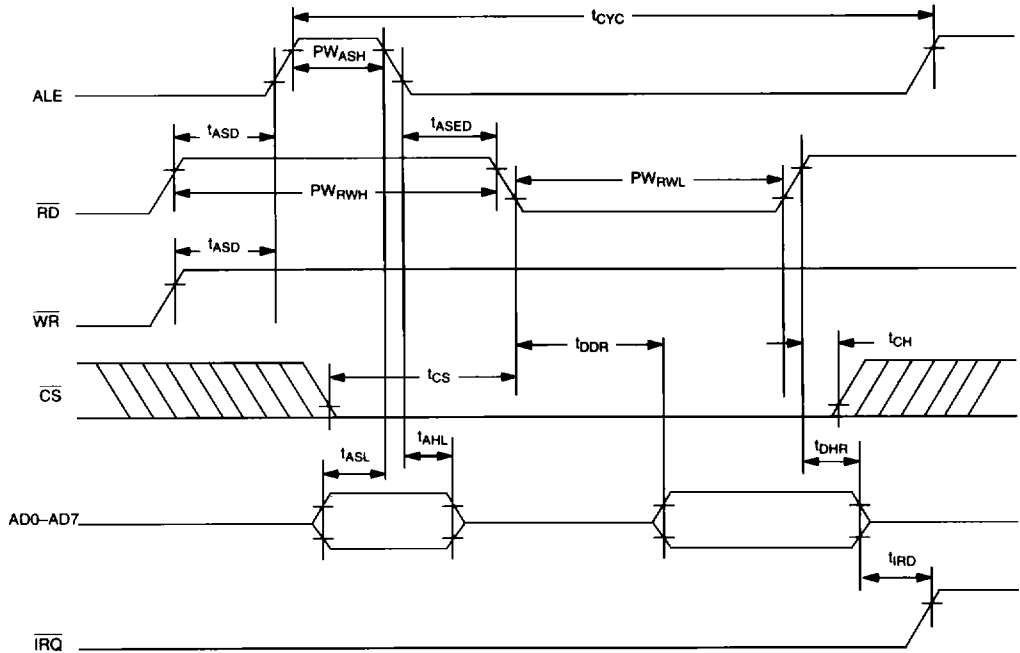 tCYC
PWASH
ALE
tASD
tASED
PWRWH
PWRWL
RD
tASD
WR
tDDR
tCH
tCS
CS
tASL
tAHL
tDHR
AD0–AD7
tIRD
IRQ